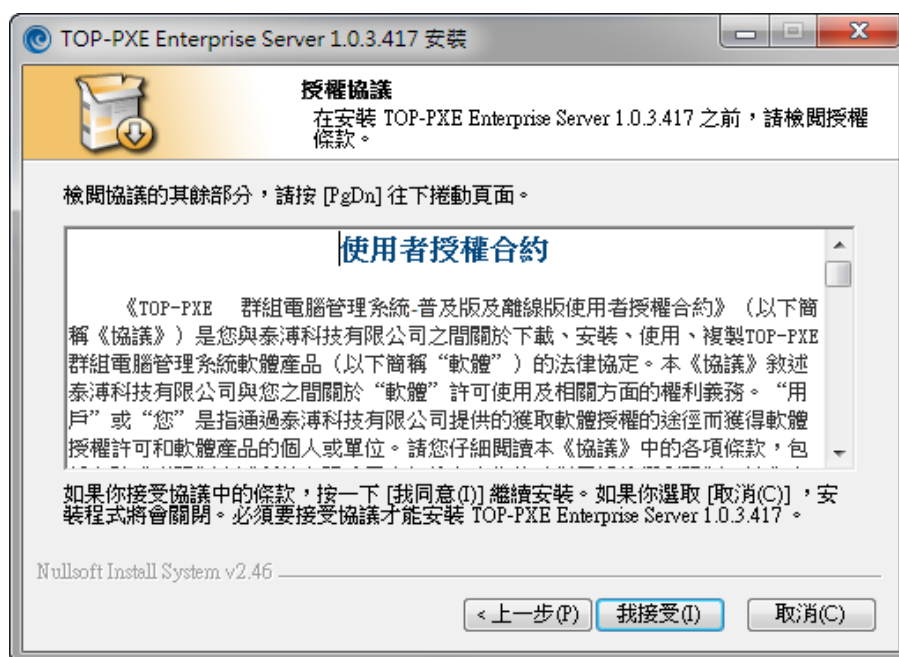 TOP-PXE Enterprise Server 1.0.3.417 安裝
授權協議
在安裝 TOP-PXE Enterprise Server 1.0.3.417 之前，請檢閱授權
條款。
檢閱協議的其餘部分，請按 [PgDn] 往下捲動頁面。
使用者授權合約
《TOP-PXE 群組電腦管理系統-普及版及離線版使用者授權合約》（以下簡
稱《協議》）是您與泰溥科技有限公司之間關於下載、安裝、使用、複製TOP-PXE
群組電腦管理系統軟體產品（以下簡稱“軟體”）的法律協定。本《協議》敘述
泰溥科技有限公司與您之間關於“軟體”許可使用及相關方面的權利義務。“用
戶”或“您”是指通過泰溥科技有限公司提供的獲取軟體授權的途徑而獲得軟體
授權許可和軟體產品的個人或單位。請您仔細閱讀本《協議》中的各項條款，包
如果你接受協議中的條款，按一下 [我同意(I)] 繼續安裝。如果你選取 [取消(C)] ，安
裝程式將會關閉。必須要接受協議才能安裝 TOP-PXE Enterprise Server 1.0.3.417 。
Nullsoft Install System v2.46
<上一步(P)
我接受(I)
取消(C)